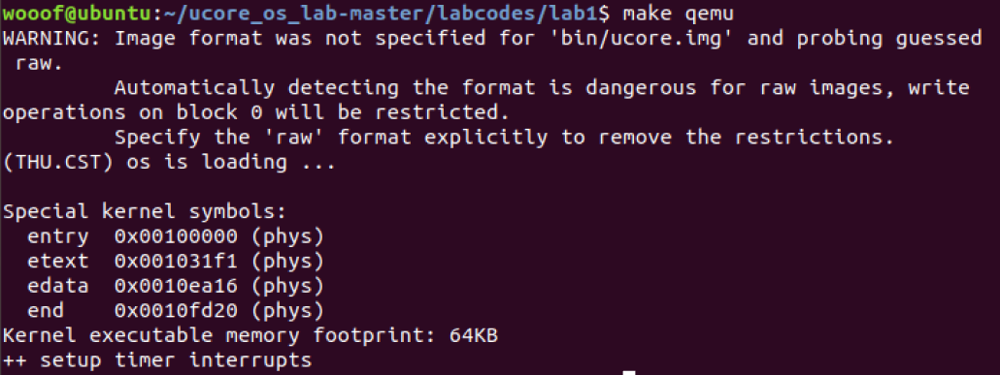 wooof@ubuntu:~/ucore_os_lab-master/labcodes/lab1$ make qemu
WARNING: Image format was not specified for 'bin/ucore.img' and probing guessed
 raw.
         Automatically detecting the format is dangerous for raw images, write
operations on block 0 will be restricted.
         Specify the 'raw' format explicitly to remove the restrictions.
(THU.CST) os is loading ...

Special kernel symbols:
  entry  0x00100000 (phys)
  etext  0x001031f1 (phys)
  edata  0x0010ea16 (phys)
  end    0x0010fd20 (phys)
Kernel executable memory footprint: 64KB
++ setup timer interrupts